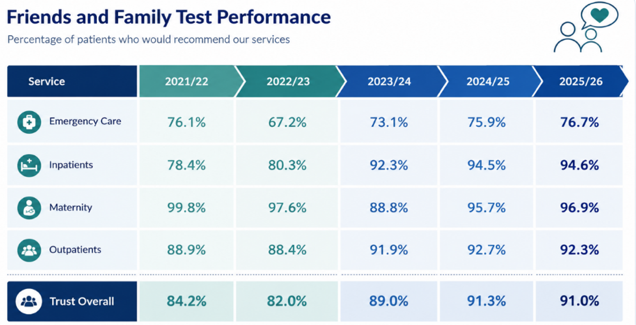 Friends and Family Test Performance
Percentage of patients who would recommend our services
Service 2021/22 2022/23 2023/24 2024/25 2025/26
Emergency Care 76.1% 67.2% 73.1% 75.9% 76.7%
Inpatients 78.4% 80.3% 92.3% 94.5% 94.6%
Maternity 99.8% 97.6% 88.8% 95.7% 96.9%
Outpatients 88.9% 88.4% 91.9% 92.7% 92.3%
Trust Overall 84.2% 82.0% 89.0% 91.3% 91.0%